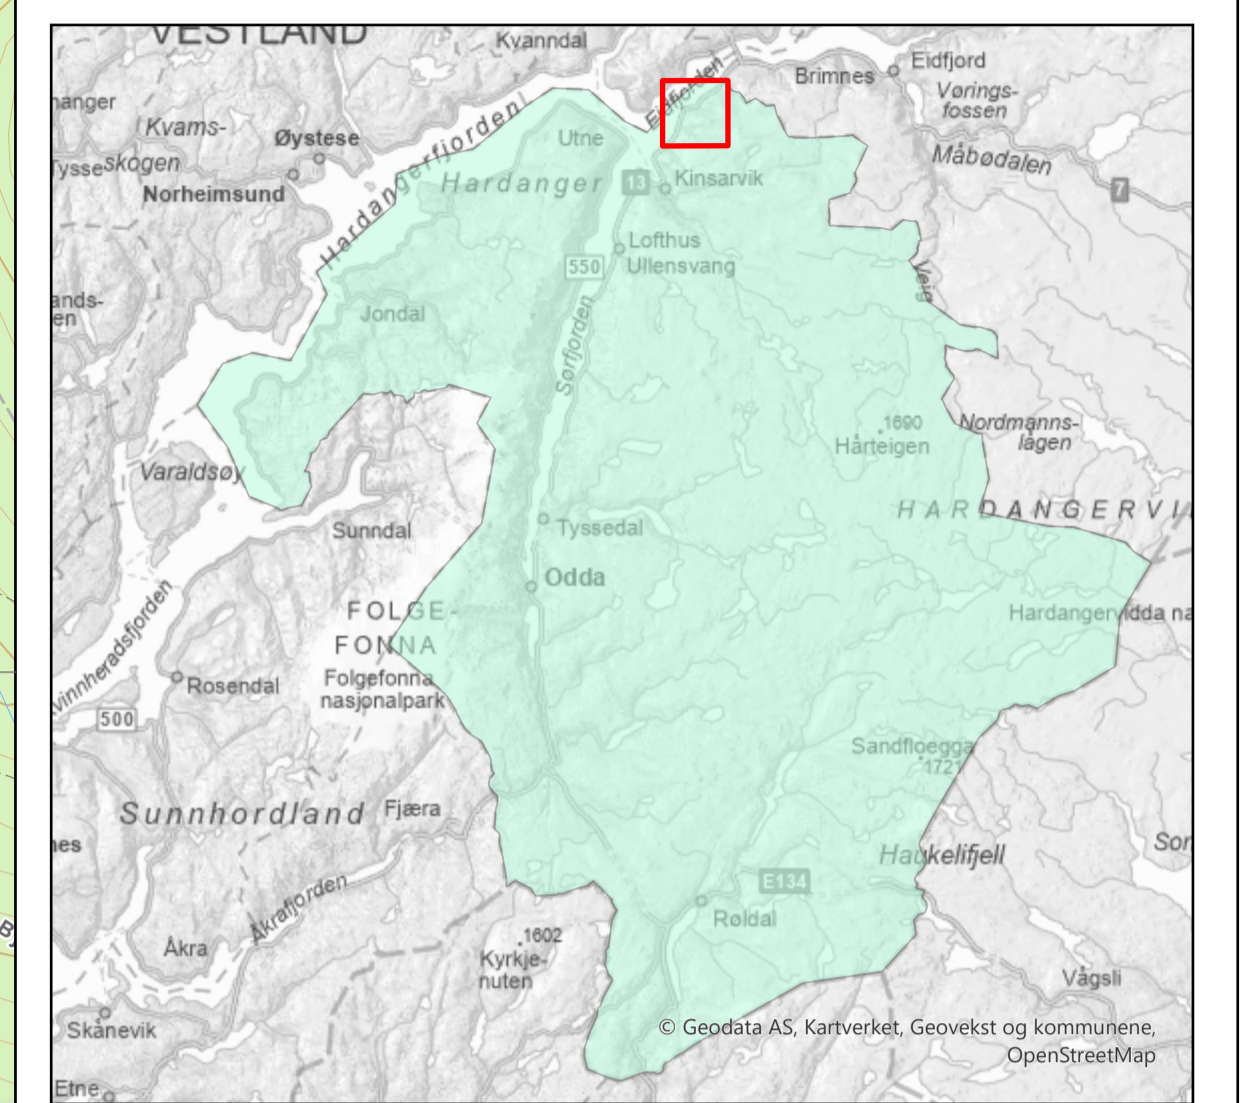 VESTLAND
Kvanndal
Eidfjord
Brimnes
Eidfjorden
Vørings-
fossen
Kvams-
skogen
Øystese
Utne
Måbødalen
Norheimsund
Hardangerfjorden
Hardanger
13
Kinsarvik
7
Lofthus
Ullensvang
550
Veig
Jondal
Sørfjorden
1690
Hårteigen
Nordmanns-
lågen
Varaldsøy
HARDANGERVI
Sunndal
Tyssedal
Odda
FOLGE-
FONNA
Hardangervidda na
Folgefonna
nasjonalpark
Rosendal
500
Sandfloegga
1721
Sunnhordland
Fjæra
Haukelifjell
E134
Åkrafjorden
Røldal
Åkra
1602
Kyrkje-
nuten
Vågsli
Skånevik
© Geodata AS, Kartverket, Geovekst og kommunene,
OpenStreetMap
Etne